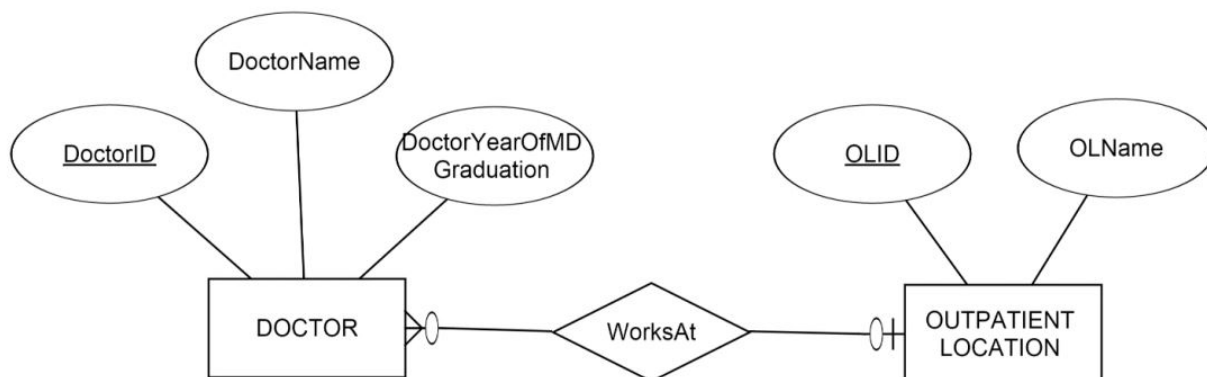 DoctorName
DoctorID
DoctorYearOfMD
Graduation
OLID
OLName
DOCTOR
WorksAt
OUTPATIENT
LOCATION